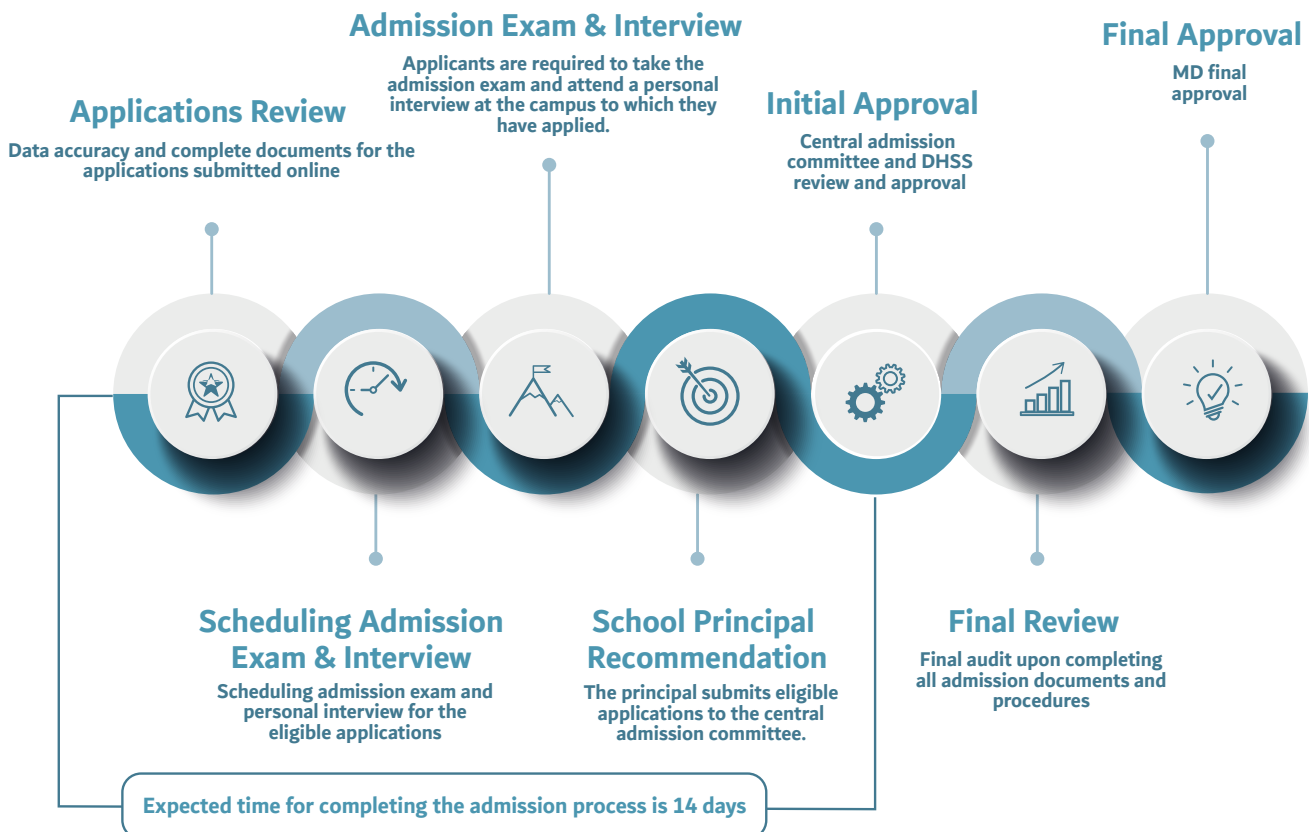 Applications Review
Data accuracy and complete documents for the
applications submitted online
Scheduling Admission
Exam & Interview
Scheduling admission exam and
personal interview for the
eligible applications
Admission Exam & Interview
Applicants are required to take the
admission exam and attend a personal
interview at the campus to which they
have applied.
School Principal
Recommendation
The principal submits eligible
applications to the central
admission committee.
Initial Approval
Central admission
committee and DHSS
review and approval
Final Review
Final audit upon completing
all admission documents and
procedures
Final Approval
MD final
approval
Expected time for completing the admission process is 14 days